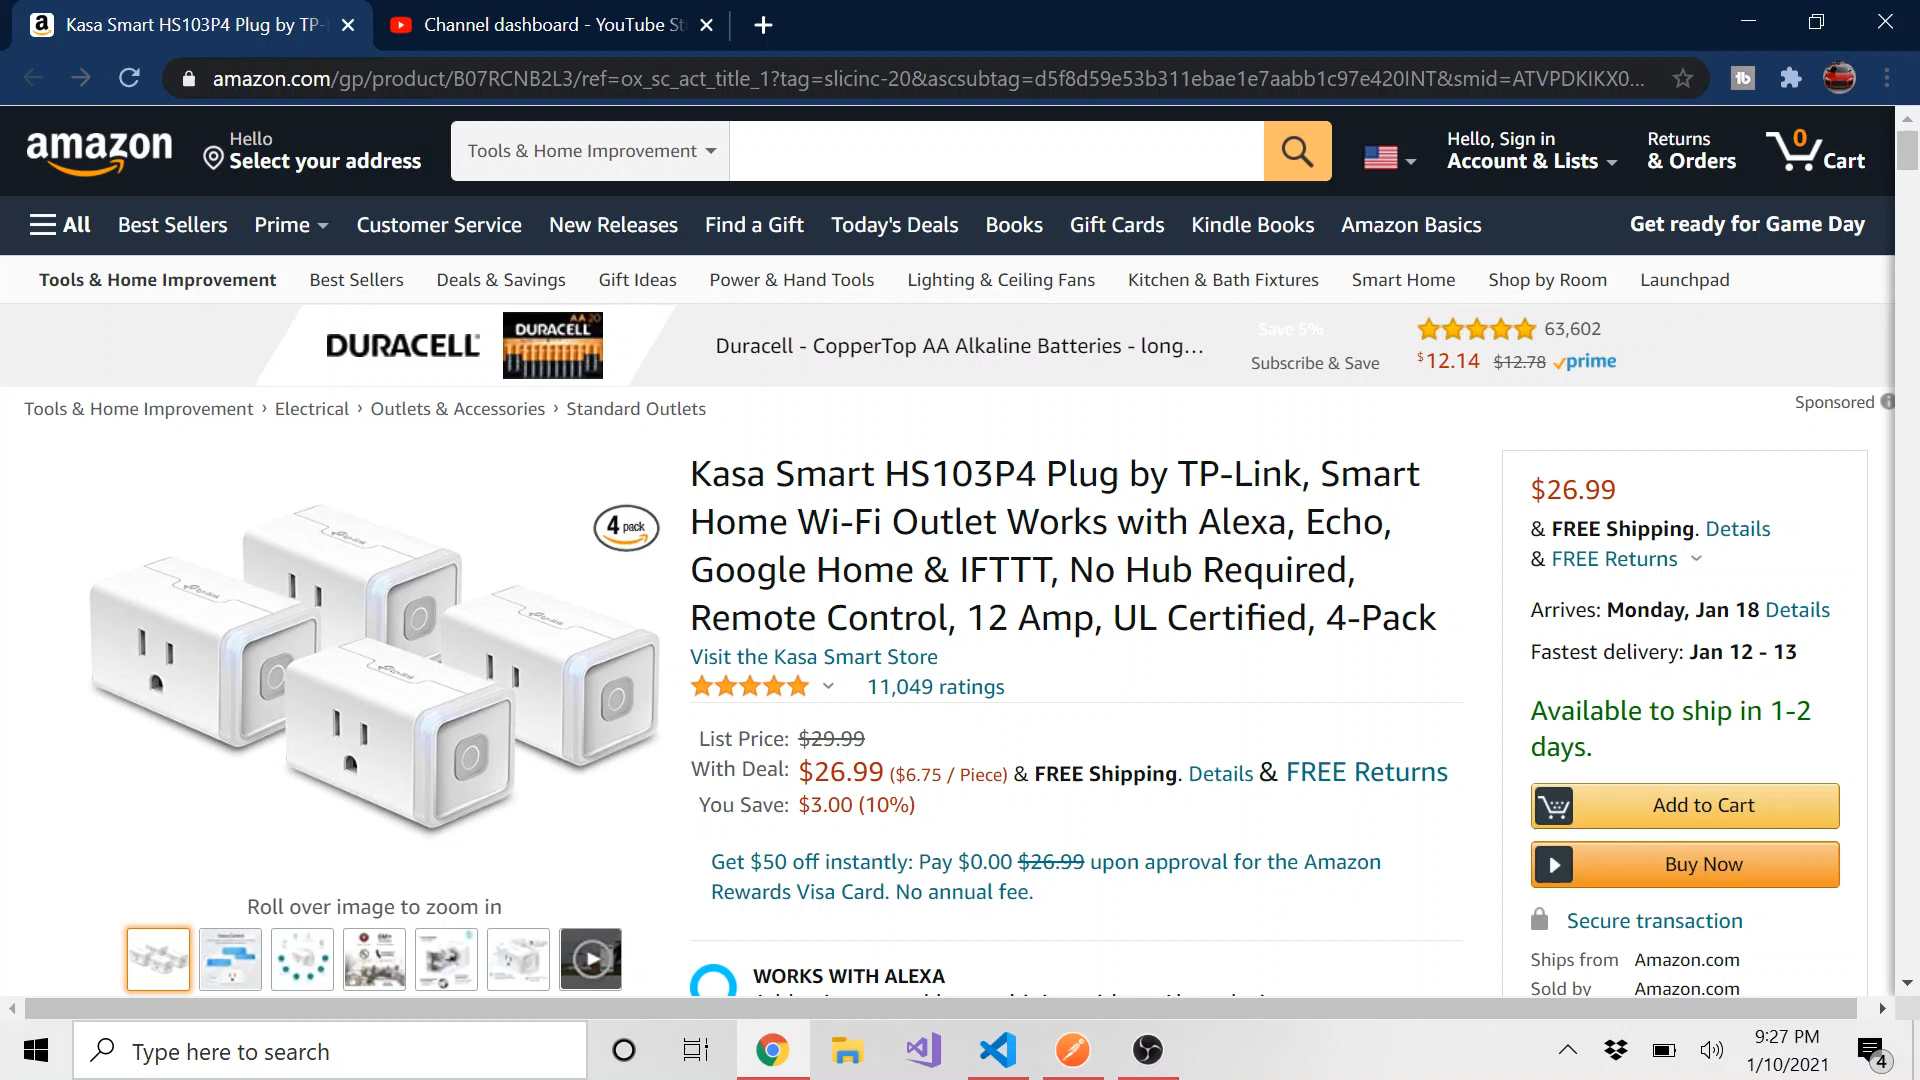 Kasa Smart HS103P4 Plug by TP-
Channel dashboard - YouTube St
amazon.com/gp/product/B07RCNB2L3/ref=ox_sc_act_title_1?tag=slicinc-20&ascsubtag=d5f8d59e53b311ebae1e7aabb1c97e420INT&smid=ATVPDKIKX0...
amazon
Hello
Select your address
Tools & Home Improvement
Hello, Sign in
Account & Lists
Returns
& Orders
0
Cart
All Best Sellers Prime Customer Service New Releases Find a Gift Today's Deals Books Gift Cards Kindle Books Amazon Basics Get ready for Game Day
Tools & Home Improvement Best Sellers Deals & Savings Gift Ideas Power & Hand Tools Lighting & Ceiling Fans Kitchen & Bath Fixtures Smart Home Shop by Room Launchpad
DURACELL
AA20
DURACELL
Duracell - CopperTop AA Alkaline Batteries - long...
Save 5%
Subscribe & Save
63,602
$12.14 $12.78 prime
Tools & Home Improvement › Electrical › Outlets & Accessories › Standard Outlets
Sponsored
4 pack
tp-link
tp-link
tp-link
tp-link
Roll over image to zoom in
Kasa Smart HS103P4 Plug by TP-Link, Smart
Home Wi-Fi Outlet Works with Alexa, Echo,
Google Home & IFTTT, No Hub Required,
Remote Control, 12 Amp, UL Certified, 4-Pack
Visit the Kasa Smart Store
11,049 ratings
List Price: $29.99
With Deal: $26.99 ($6.75 / Piece) & FREE Shipping. Details & FREE Returns
You Save: $3.00 (10%)
Get $50 off instantly: Pay $0.00 $26.99 upon approval for the Amazon
Rewards Visa Card. No annual fee.
WORKS WITH ALEXA
$26.99
& FREE Shipping. Details
& FREE Returns
Arrives: Monday, Jan 18 Details
Fastest delivery: Jan 12 - 13
Available to ship in 1-2
days.
Add to Cart
Buy Now
Secure transaction
Ships from Amazon.com
Sold by Amazon.com
Type here to search
9:27 PM
1/10/2021
4